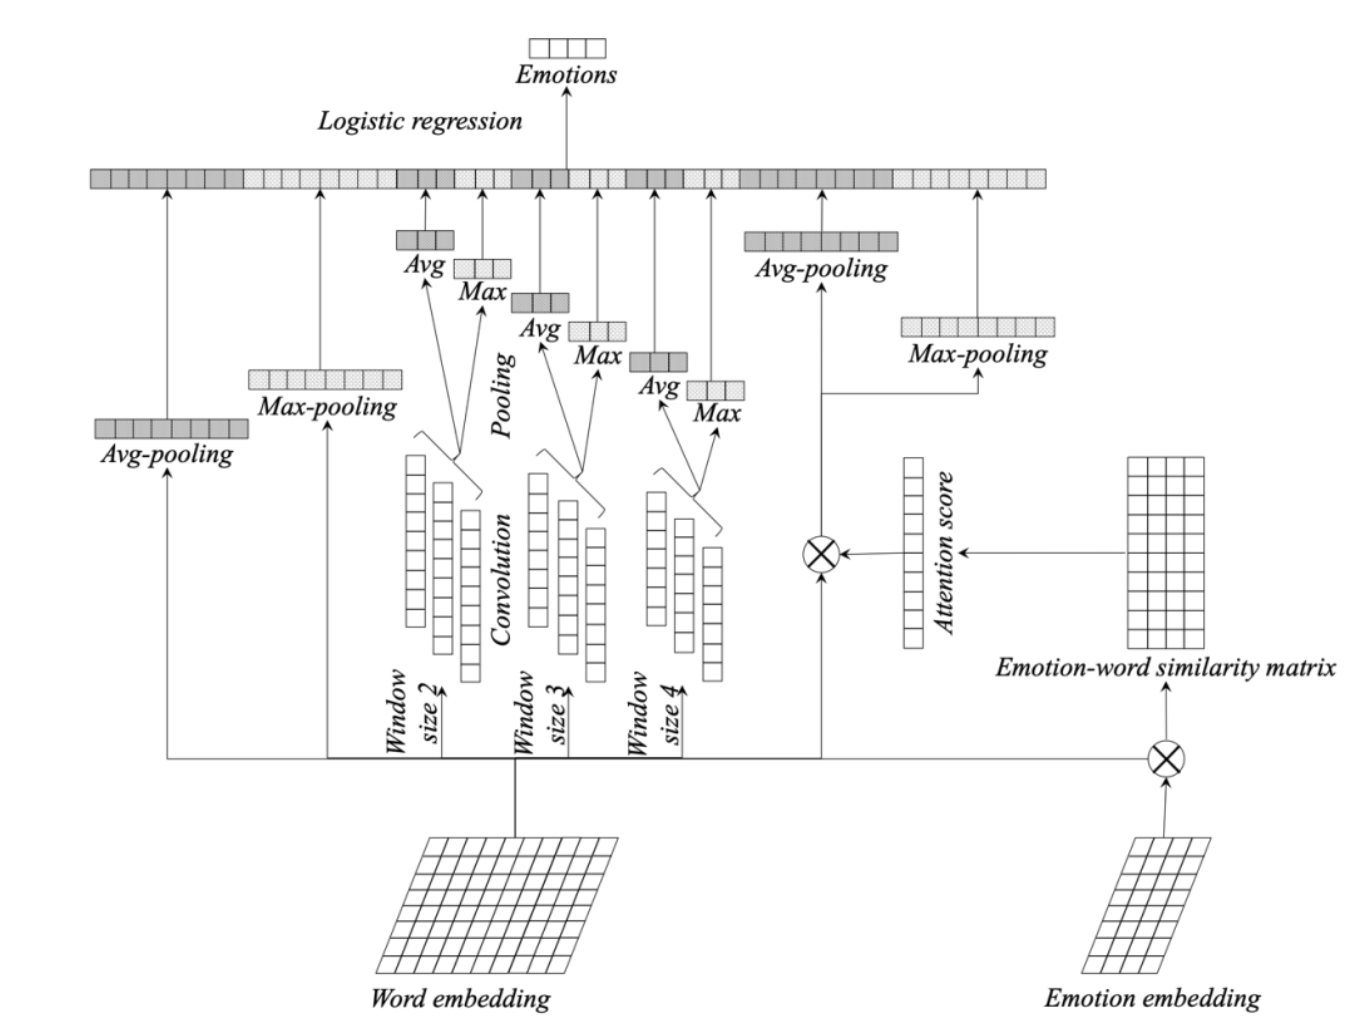 Emotions
Logistic regression
Avg
Max
Avg
Max
Avg
Max
Avg-pooling
Max-pooling
Max-pooling
Avg-pooling
Pooling
Convolution
Attention score
Emotion-word similarity matrix
Window
size 2
Window
size 3
Window
size 4
Word embedding
Emotion embedding